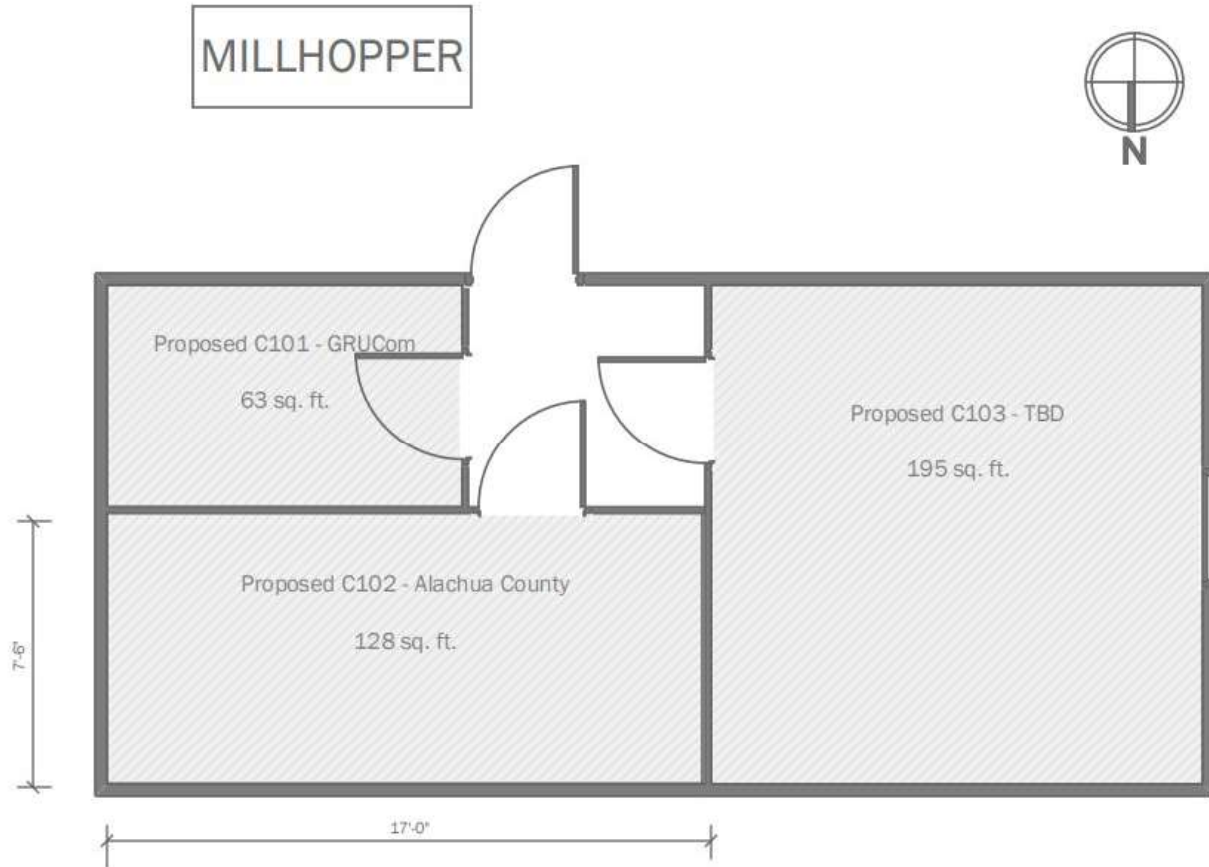 MILLHOPPER
N
Proposed C101 - GRUCom
63 sq. ft.
Proposed C103 - TBD
195 sq. ft.
Proposed C102 - Alachua County
128 sq. ft.
7'-6"
17'-0"